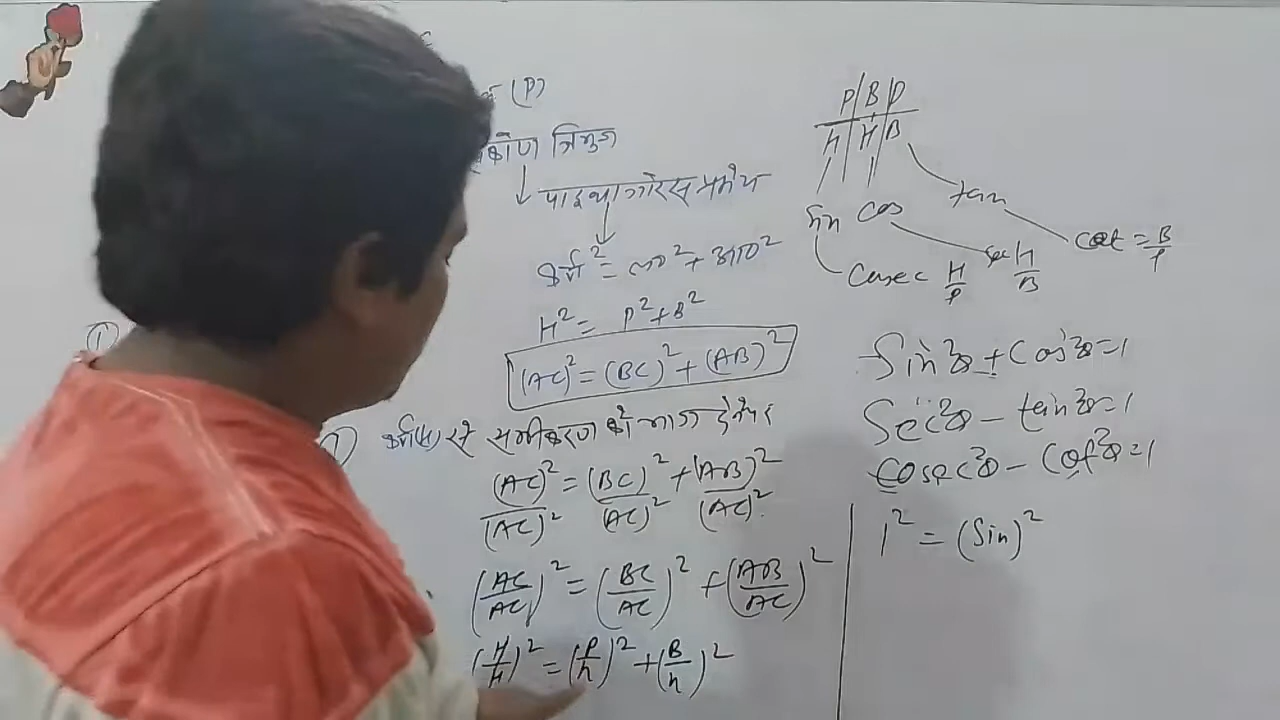 (P)
त्रिभुज
↓ पाइथागोरस प्रमेय
↓
कर्ण² = लम्ब² + आधार²
H² = P² + B²
(AC)² = (BC)² + (AB)²
①
कर्ण(H) से समीकरण को भाग देने पर
(AC)²/(AC)² = (BC)²/(AC)² + (AB)²/(AC)²
(AC/AC)² = (BC/AC)² + (AB/AC)²
(H/H)² = (P/h)² + (B/h)²
P/H B/H P/B
Sin Cos tan
Cosec H/P Sec H/B Cot = B/P
Sin²θ + Cos²θ = 1
Sec²θ - tan²θ = 1
Cosec²θ - Cot²θ = 1
1² = (Sin)²